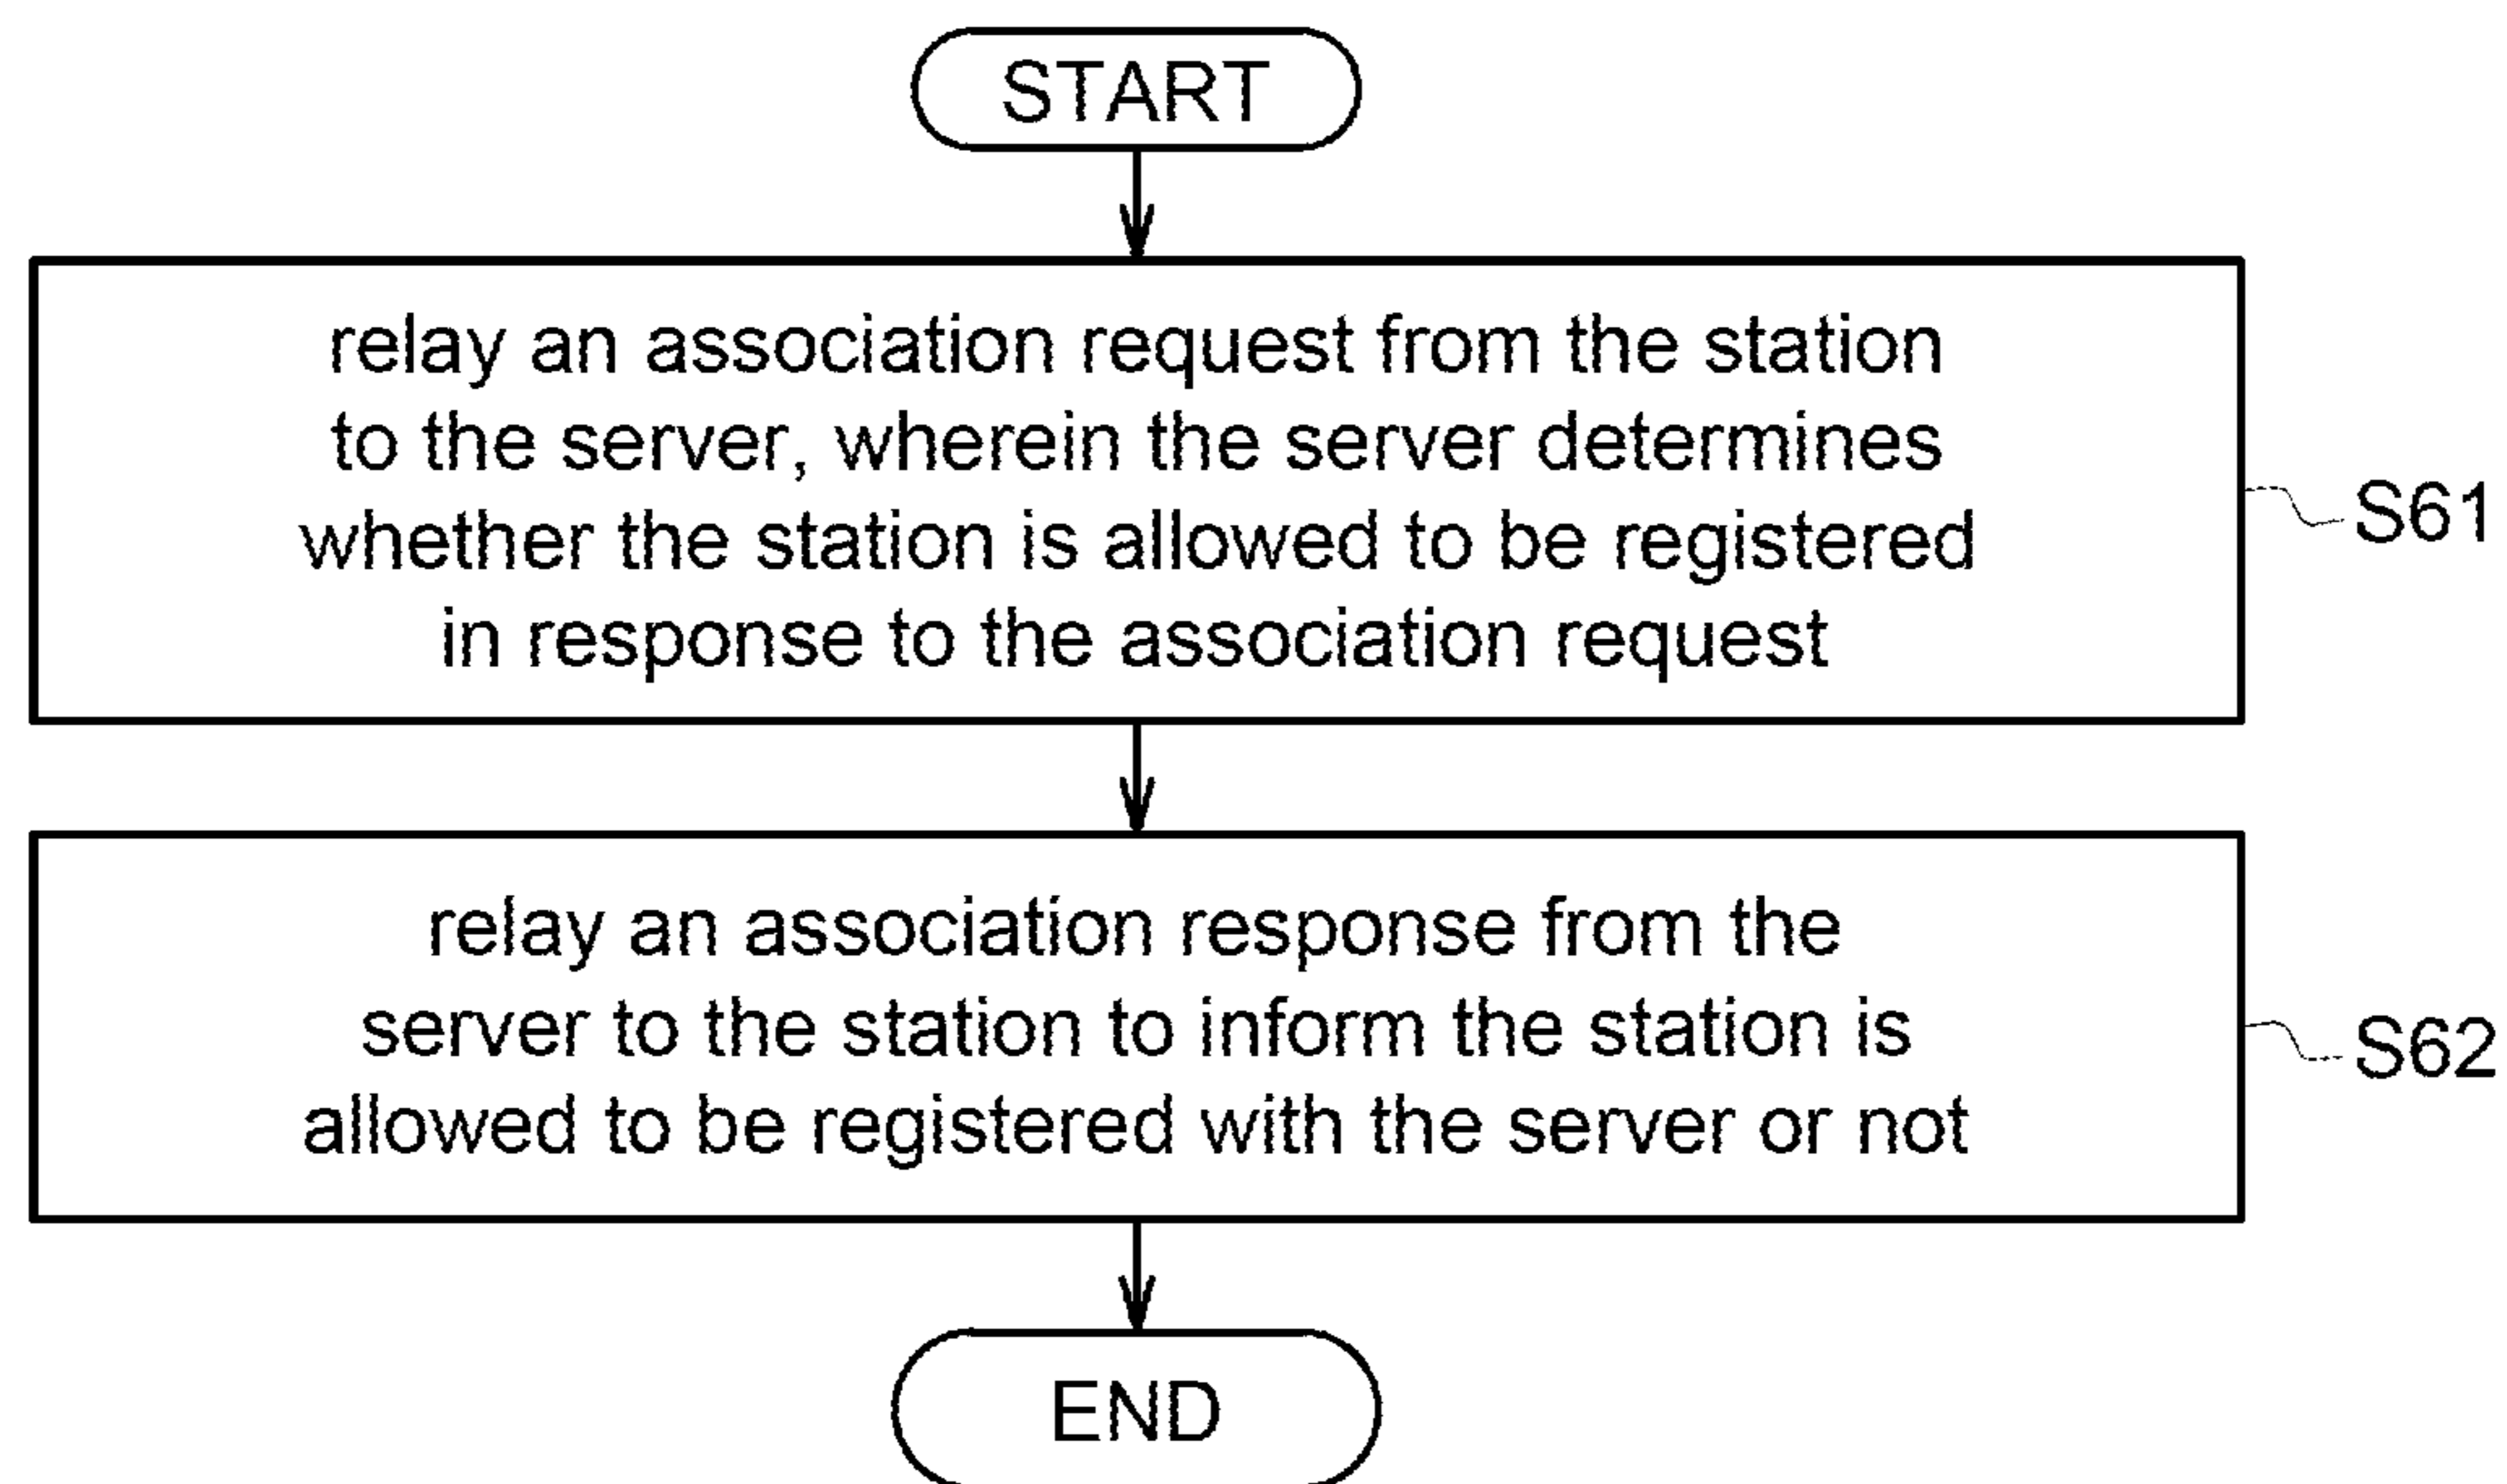 START
relay an association request from the station
to the server, wherein the server determines
whether the station is allowed to be registered
in response to the association request
S61
relay an association response from the
server to the station to inform the station is
allowed to be registered with the server or not
S62
END